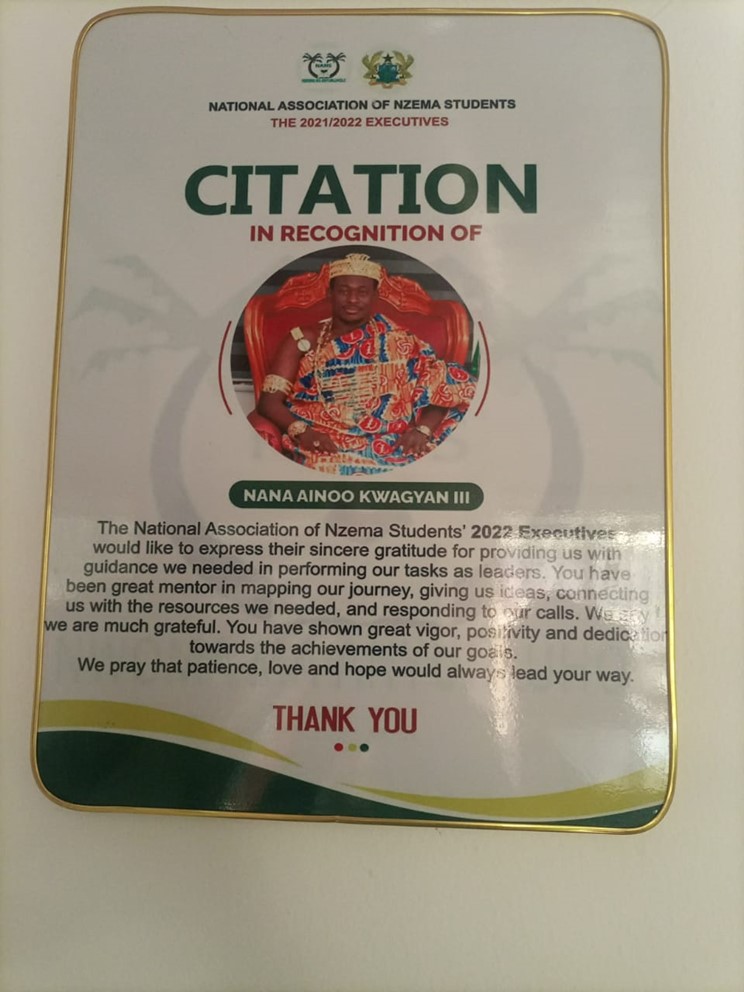 NANS
NATIONAL ASSOCIATION OF NZEMA STUDENTS
THE 2021/2022 EXECUTIVES
CITATION
IN RECOGNITION OF
NANA AINOO KWAGYAN III
The National Association of Nzema Students' 2022 Executives
would like to express their sincere gratitude for providing us with
guidance we needed in performing our tasks as leaders. You have
been great mentor in mapping our journey, giving us ideas, connecting
us with the resources we needed, and responding to our calls. We say
we are much grateful. You have shown great vigor, positivity and dedication
towards the achievements of our goals.
We pray that patience, love and hope would always lead your way.
THANK YOU